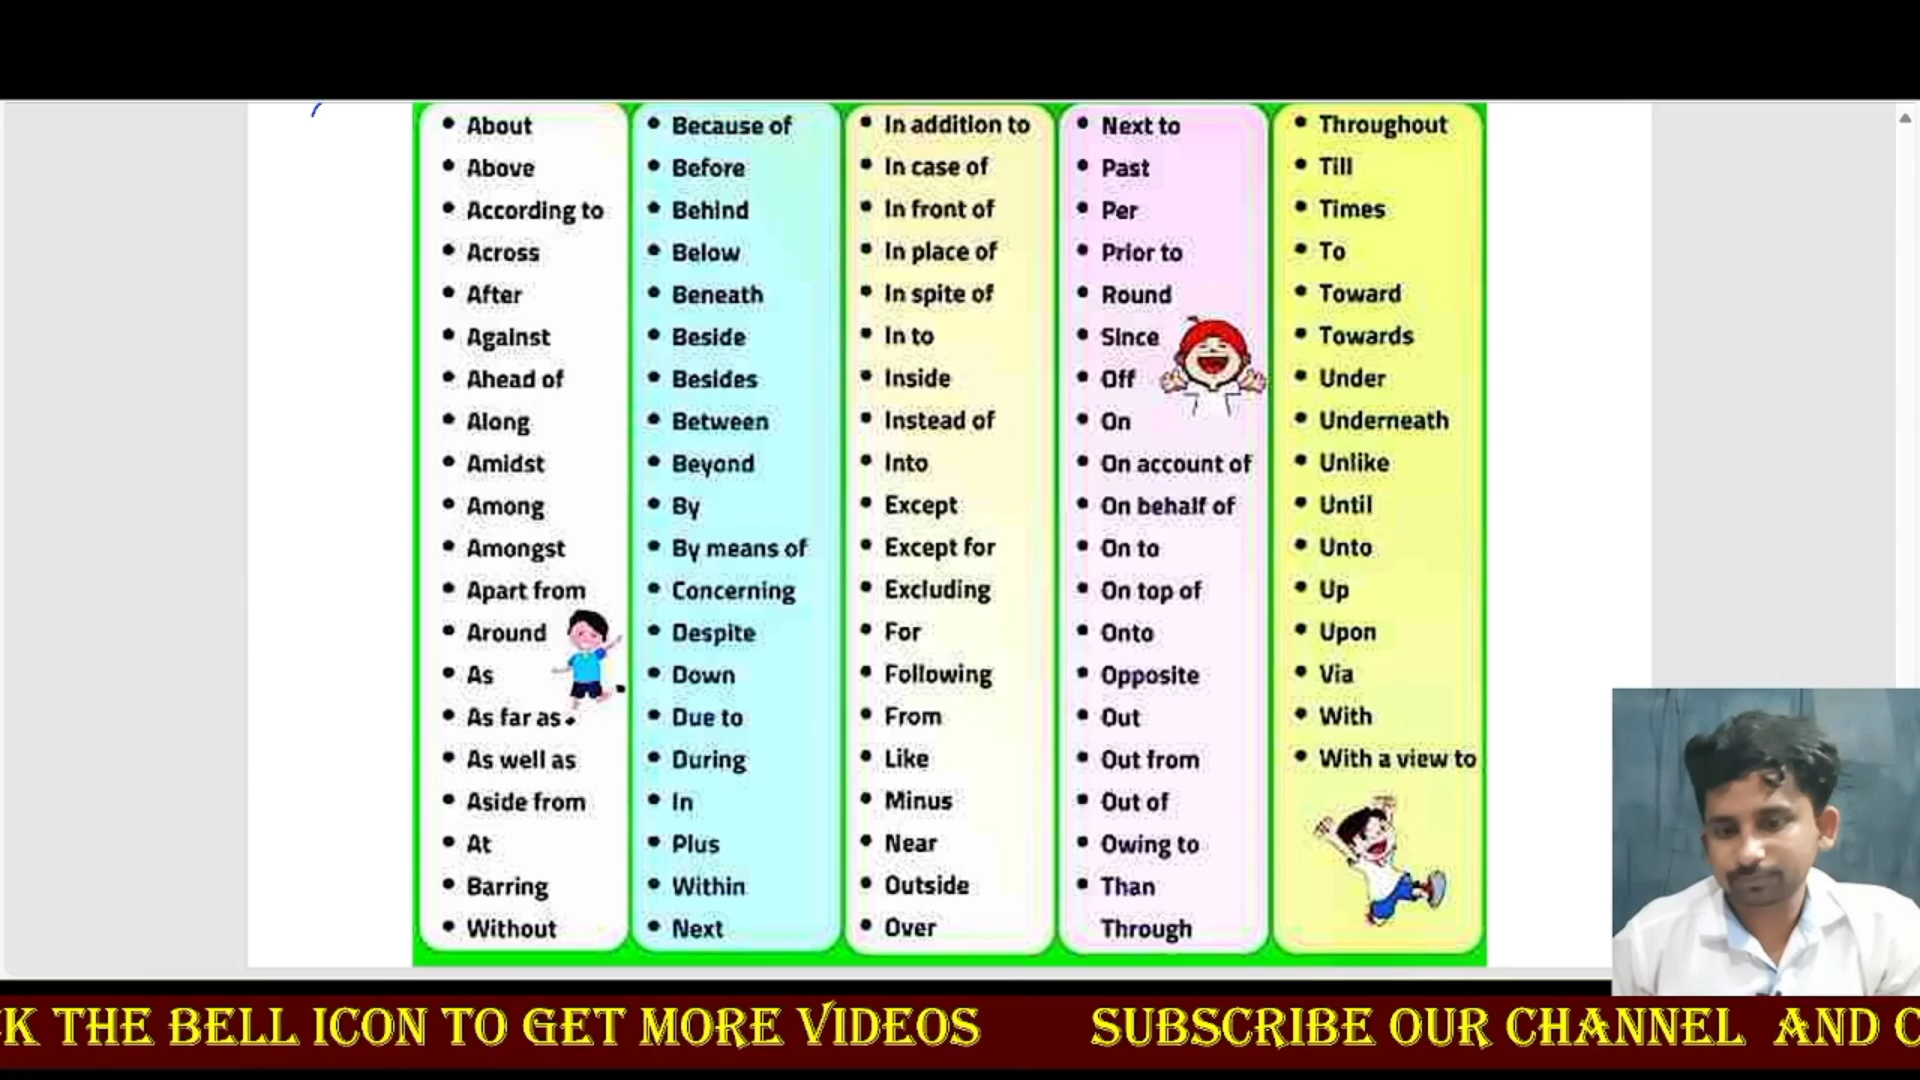 About
Above
According to
Across
After
Against
Ahead of
Along
Amidst
Among
Amongst
Apart from
Around
As
As far as
As well as
Aside from
At
Barring
Without
Because of
Before
Behind
Below
Beneath
Beside
Besides
Between
Beyond
By
By means of
Concerning
Despite
Down
Due to
During
In
Plus
Within
Next
In addition to
In case of
In front of
In place of
In spite of
In to
Inside
Instead of
Into
Except
Except for
Excluding
For
Following
From
Like
Minus
Near
Outside
Over
Next to
Past
Per
Prior to
Round
Since
Off
On
On account of
On behalf of
On to
On top of
Onto
Opposite
Out
Out from
Out of
Owing to
Than
Through
Throughout
Till
Times
To
Toward
Towards
Under
Underneath
Unlike
Until
Unto
Up
Upon
Via
With
With a view to
K THE BELL ICON TO GET MORE VIDEOS SUBSCRIBE OUR CHANNEL AND C